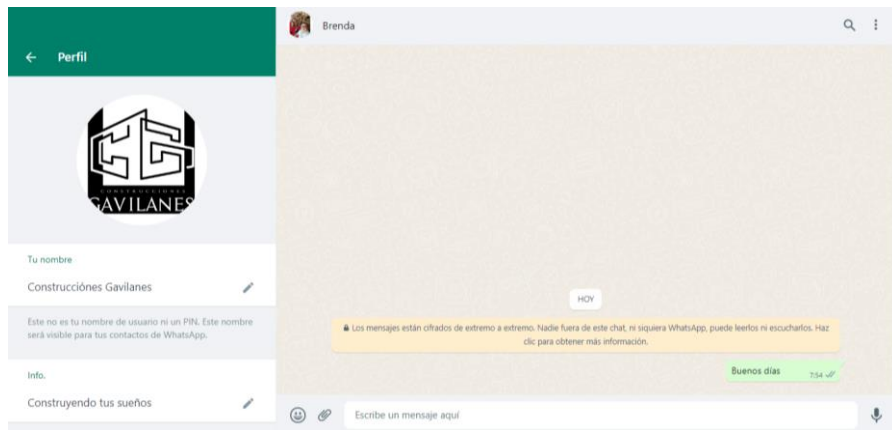 Perfil
CONSTRUCCIONES
GAVILANES
Tu nombre
Construcciónes Gavilanes
Este no es tu nombre de usuario ni un PIN. Este nombre
será visible para tus contactos de WhatsApp.
Info.
Construyendo tus sueños
Brenda
HOY
Los mensajes están cifrados de extremo a extremo. Nadie fuera de este chat, ni siquiera WhatsApp, puede leerlos ni escucharlos. Haz
clic para obtener más información.
Buenos días
7:54
Escribe un mensaje aquí